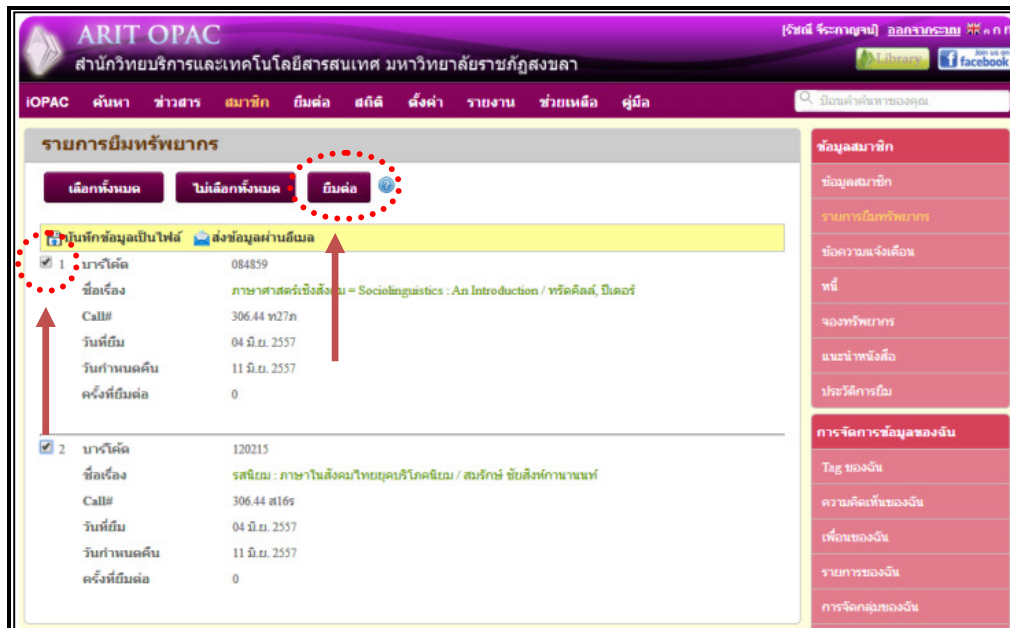 ARIT OPAC
[รัชณี จีระกาญจน์] ออกจากระบบ ก ก ก
สำนักวิทยบริการและเทคโนโลยีสารสนเทศ มหาวิทยาลัยราชภัฏสงขลา
Library Join us on facebook
iOPAC ค้นหา ข่าวสาร สมาชิก ยืมต่อ สถิติ ตั้งค่า รายงาน ช่วยเหลือ คู่มือ
ป้อนคำค้นหาของคุณ
รายการยืมทรัพยากร
เลือกทั้งหมด ไม่เลือกทั้งหมด ยืมต่อ
บันทึกข้อมูลเป็นไฟล์ ส่งข้อมูลผ่านอีเมล
1 บาร์โค้ด 084859
ชื่อเรื่อง ภาษาศาสตร์เชิงสังคม = Sociolinguistics : An Introduction / ทรัดคิลล์, ปีเตอร์
Call# 306.44 ท27ภ
วันที่ยืม 04 มิ.ย. 2557
วันกำหนดคืน 11 มิ.ย. 2557
ครั้งที่ยืมต่อ 0
2 บาร์โค้ด 120215
ชื่อเรื่อง รสนิยม : ภาษาในสังคมไทยยุคบริโภคนิยม / สมรักษ์ ชัยสิงห์กานานนท์
Call# 306.44 ส16ร
วันที่ยืม 04 มิ.ย. 2557
วันกำหนดคืน 11 มิ.ย. 2557
ครั้งที่ยืมต่อ 0
ข้อมูลสมาชิก
ข้อมูลสมาชิก
รายการยืมทรัพยากร
ข้อความแจ้งเตือน
หนี้
จองทรัพยากร
แนะนำหนังสือ
ประวัติการยืม
การจัดการข้อมูลของฉัน
Tag ของฉัน
ความคิดเห็นของฉัน
เพื่อนของฉัน
รายการของฉัน
การจัดกลุ่มของฉัน